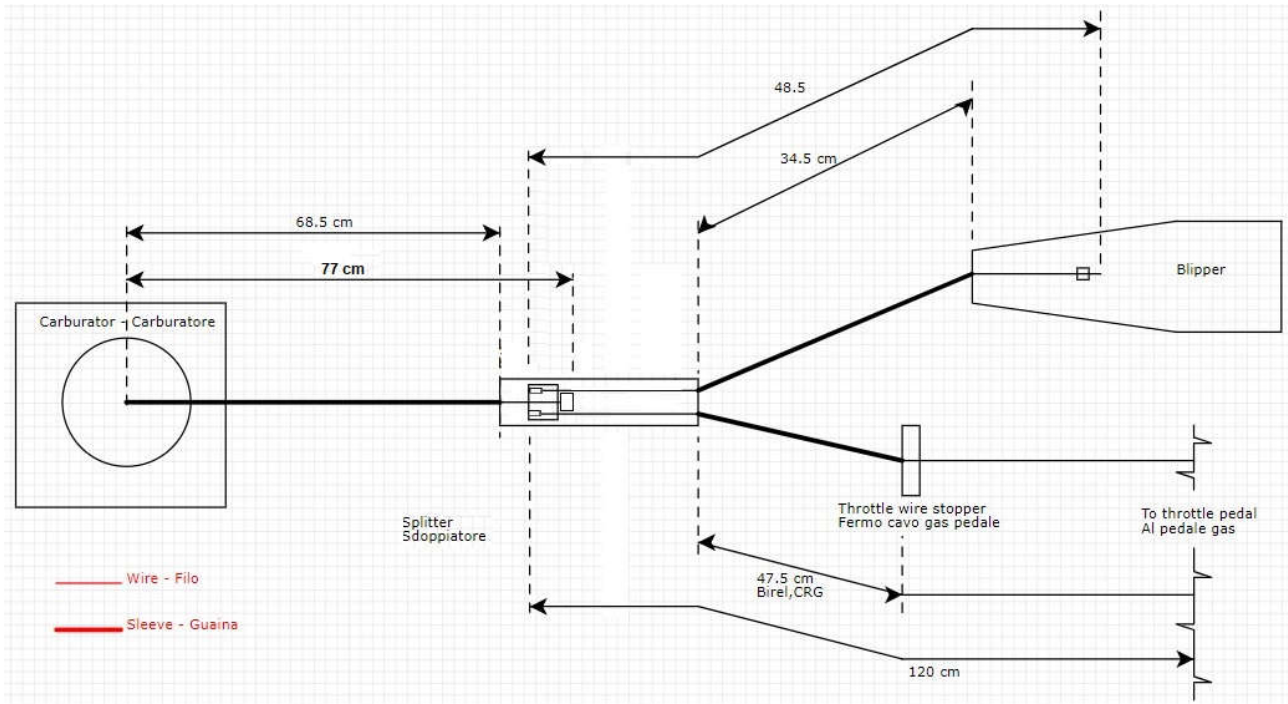 48.5
34.5 cm
68.5 cm
77 cm
Blipper
Carburator - Carburatore
Splitter
Sdoppiatore
Throttle wire stopper
Fermo cavo gas pedale
To throttle pedal
Al pedale gas
Wire - Filo
47.5 cm
Birel,CRG
Sleeve - Guaina
120 cm